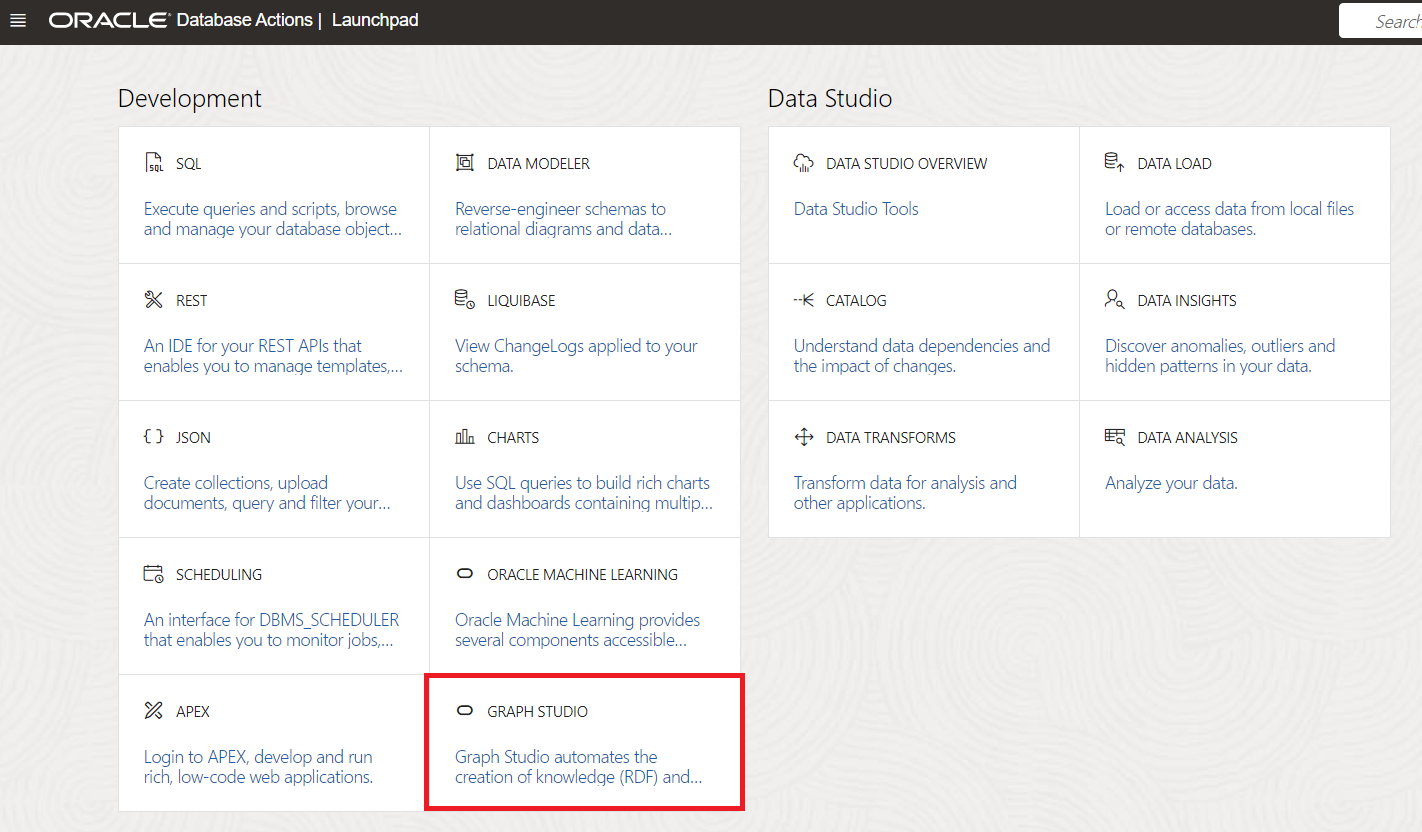 ORACLE Database Actions | Launchpad
Search
Development
SQL
Execute queries and scripts, browse
and manage your database object...
DATA MODELER
Reverse-engineer schemas to
relational diagrams and data...
REST
An IDE for your REST APIs that
enables you to manage templates,...
LIQUIBASE
View ChangeLogs applied to your
schema.
{ } JSON
Create collections, upload
documents, query and filter your...
CHARTS
Use SQL queries to build rich charts
and dashboards containing multip...
SCHEDULING
An interface for DBMS_SCHEDULER
that enables you to monitor jobs,...
ORACLE MACHINE LEARNING
Oracle Machine Learning provides
several components accessible...
APEX
Login to APEX, develop and run
rich, low-code web applications.
GRAPH STUDIO
Graph Studio automates the
creation of knowledge (RDF) and...
Data Studio
DATA STUDIO OVERVIEW
Data Studio Tools
DATA LOAD
Load or access data from local files
or remote databases.
CATALOG
Understand data dependencies and
the impact of changes.
DATA INSIGHTS
Discover anomalies, outliers and
hidden patterns in your data.
DATA TRANSFORMS
Transform data for analysis and
other applications.
DATA ANALYSIS
Analyze your data.